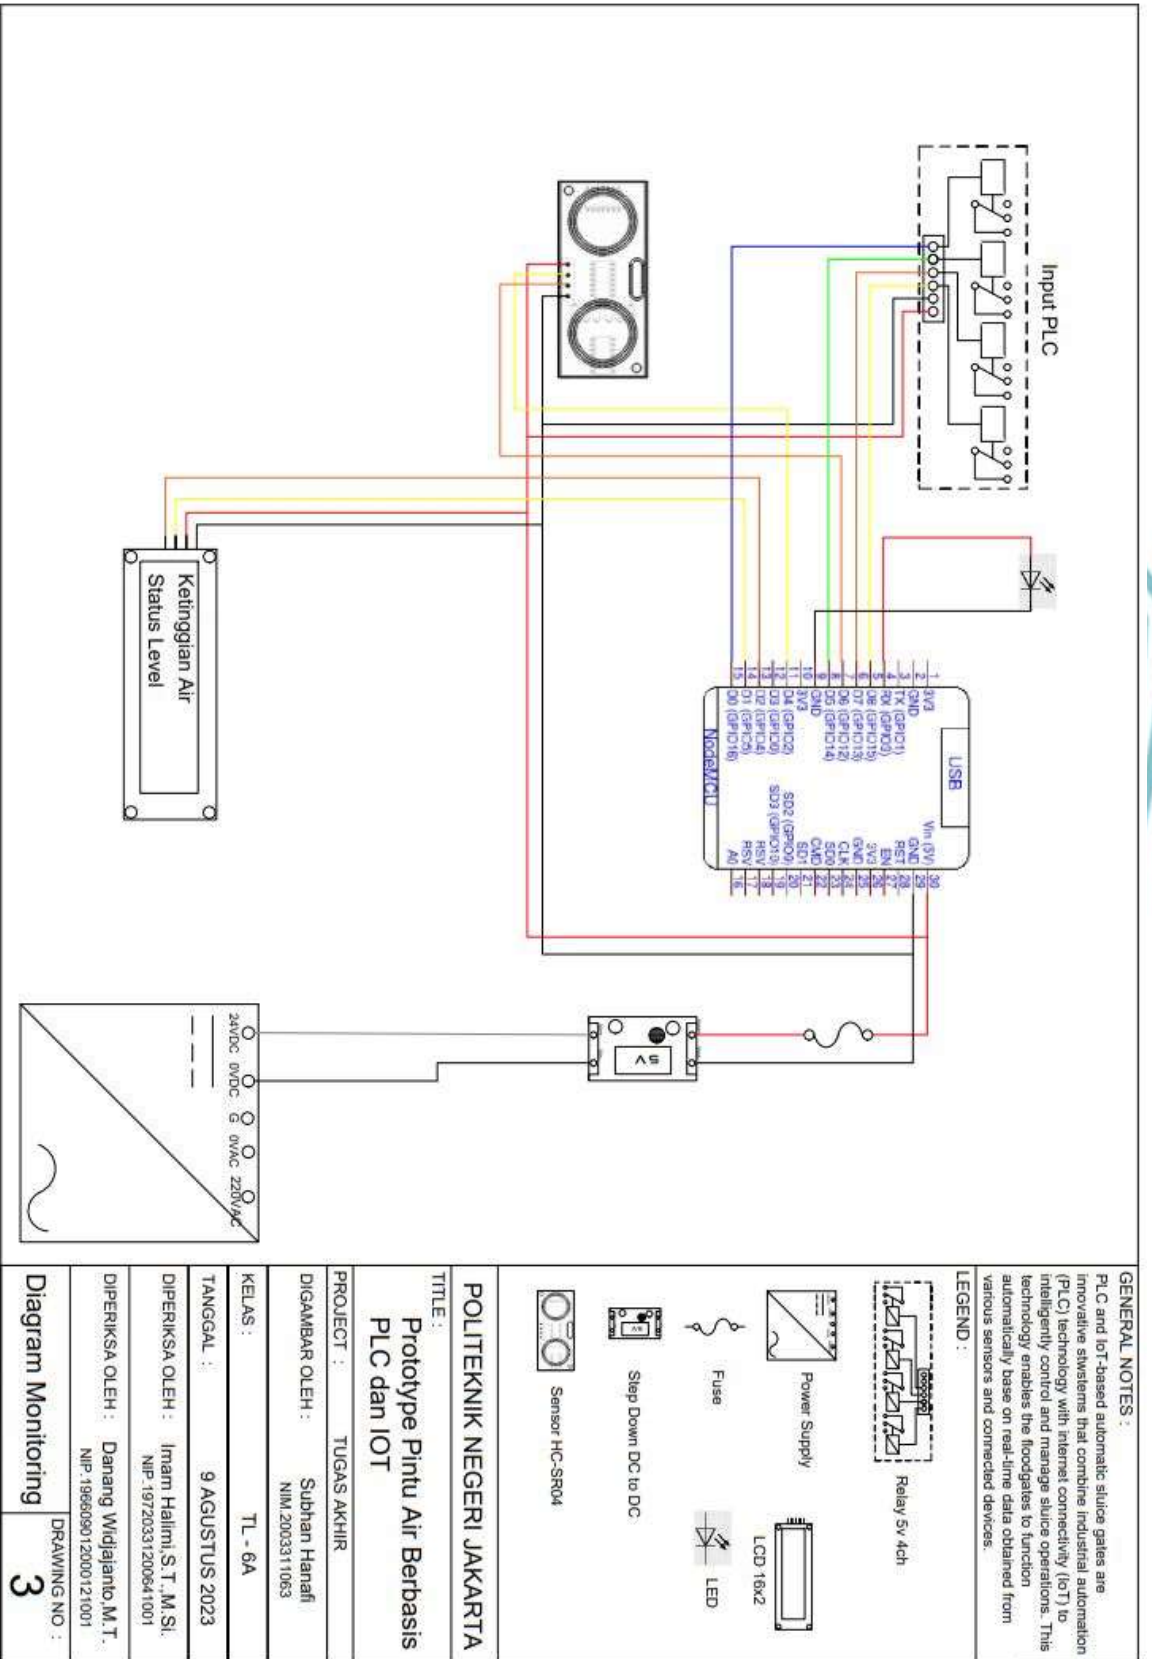 Input PLC
Ketinggian Air
Status Level
USB
NodeMCU
1
2
3
4
5
6
7
8
9
10
11
12
13
14
15
3V3
GND
TX (GPIO1)
RX (GPIO3)
D8 (GPIO15)
D7 (GPIO13)
D6 (GPIO12)
D5 (GPIO14)
GND
3V3
D4 (GPIO2)
D3 (GPIO0)
D2 (GPIO4)
D1 (GPIO5)
D0 (GPIO16)
Vin (5V)
GND
RST
EN
3V3
GND
CLK
SD0
CMD
SD1
SD2 (GPIO9)
SD3 (GPIO10)
RSV
RSV
A0
30
29
28
27
26
25
24
23
22
21
20
19
18
17
16
5 V
24VDC 0VDC G 0VAC 220VAC
GENERAL NOTES :
PLC and IoT-based automatic sluice gates are
innovative stwstems that combine industrial automation
(PLC) technology with internet connectivity (IoT) to
intelligently control and manage sluice operations. This
technology enables the floodgates to function
automatically base on real-time data obtained from
various sensors and connected devices.
LEGEND :
Relay 5v 4ch
Power Supply
LCD 16x2
Fuse
LED
Step Down DC to DC
Sensor HC-SR04
POLITEKNIK NEGERI JAKARTA
TITLE :
Prototype Pintu Air Berbasis
PLC dan IOT
PROJECT : TUGAS AKHIR
DIGAMBAR OLEH : Subhan Hanafi
NIM.2003311063
KELAS : TL - 6A
TANGGAL : 9 AGUSTUS 2023
DIPERIKSA OLEH : Imam Halimi,S.T.,M.Si.
NIP.19720331200641001
DIPERIKSA OLEH : Danang Widjajanto,M.T.
NIP.196609012000121001
Diagram Monitoring
DRAWING NO :
3